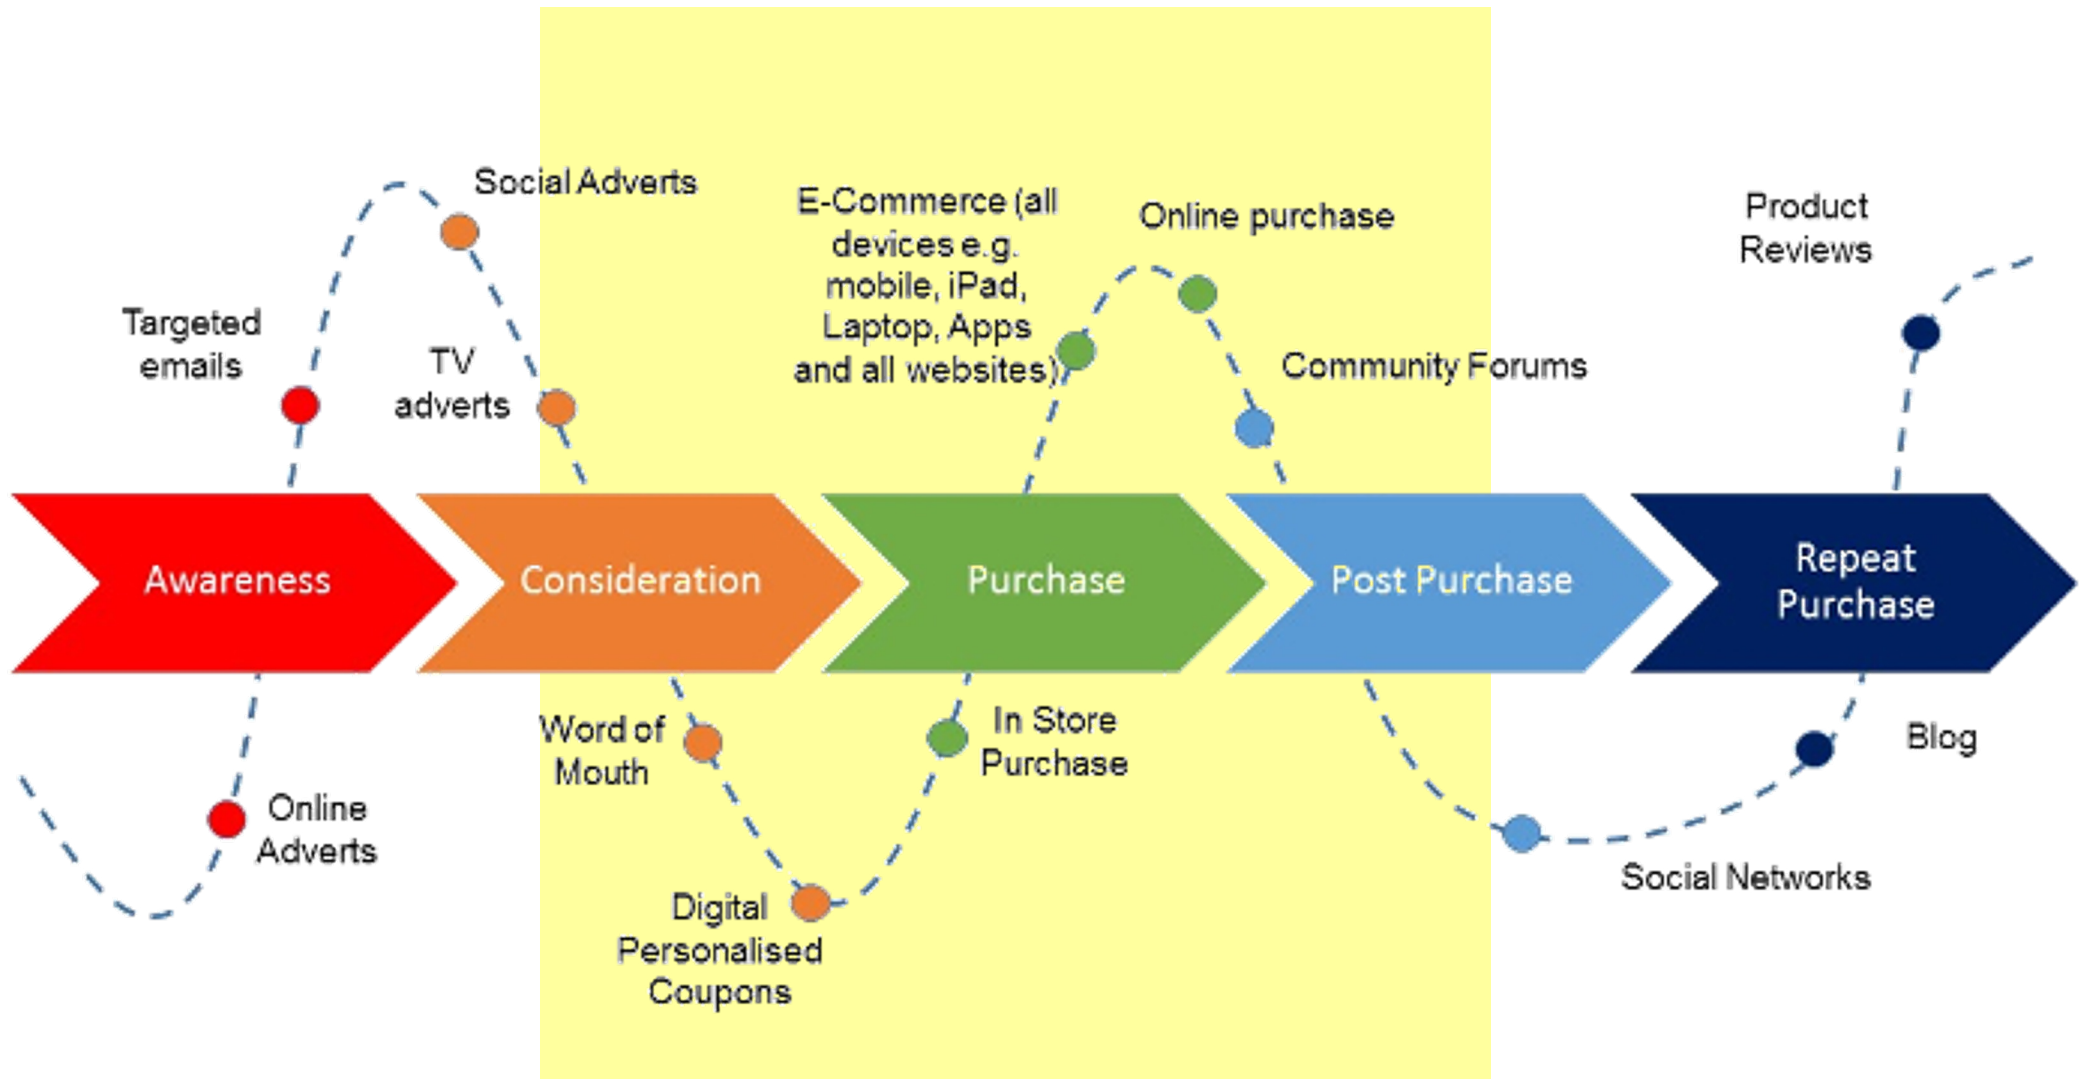 Social Adverts
Targeted
emails
TV
adverts
E-Commerce (all
devices e.g.
mobile, iPad,
Laptop, Apps
and all websites)
Online purchase
Community Forums
Product
Reviews
Awareness
Consideration
Purchase
Post Purchase
Repeat
Purchase
Online
Adverts
Word of
Mouth
Digital
Personalised
Coupons
In Store
Purchase
Social Networks
Blog